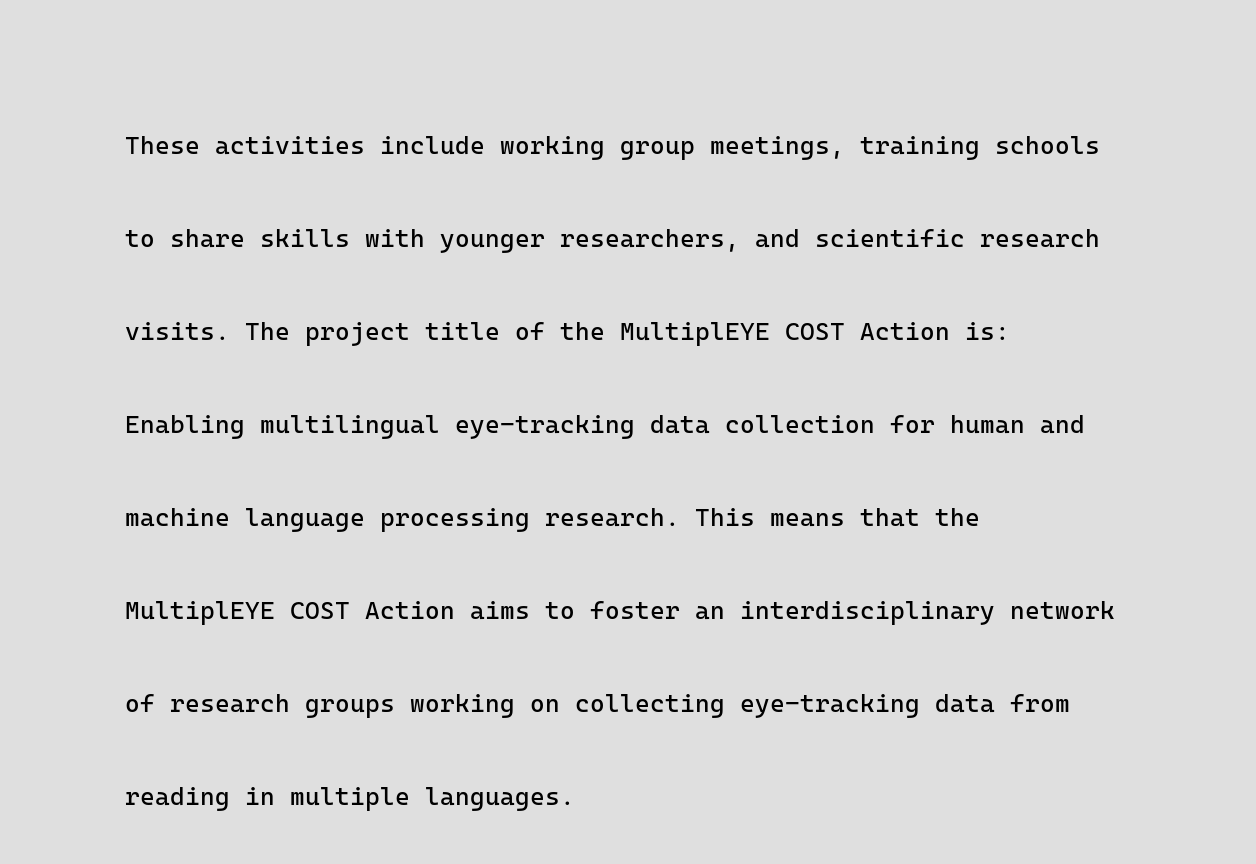 These activities include working group meetings, training schools
to share skills with younger researchers, and scientific research
visits. The project title of the MultiplEYE COST Action is:
Enabling multilingual eye-tracking data collection for human and
machine language processing research. This means that the
MultiplEYE COST Action aims to foster an interdisciplinary network
of research groups working on collecting eye-tracking data from
reading in multiple languages.